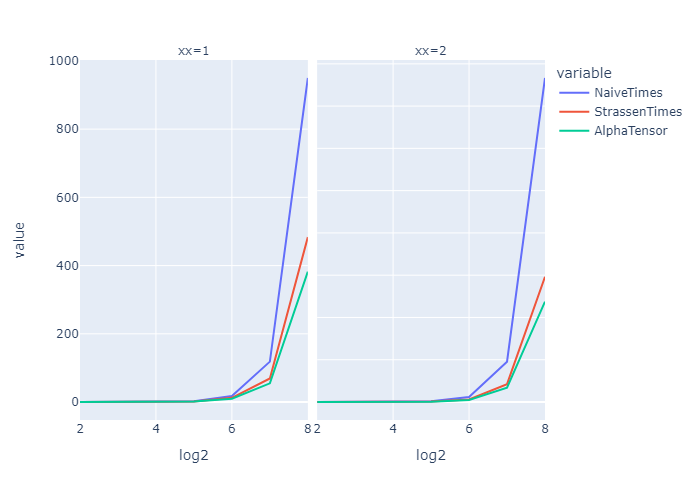 xx=1
xx=2
variable
NaiveTimes
StrassenTimes
AlphaTensor
value
1000
800
600
400
200
0
2
4
6
8
2
4
6
8
log2
log2